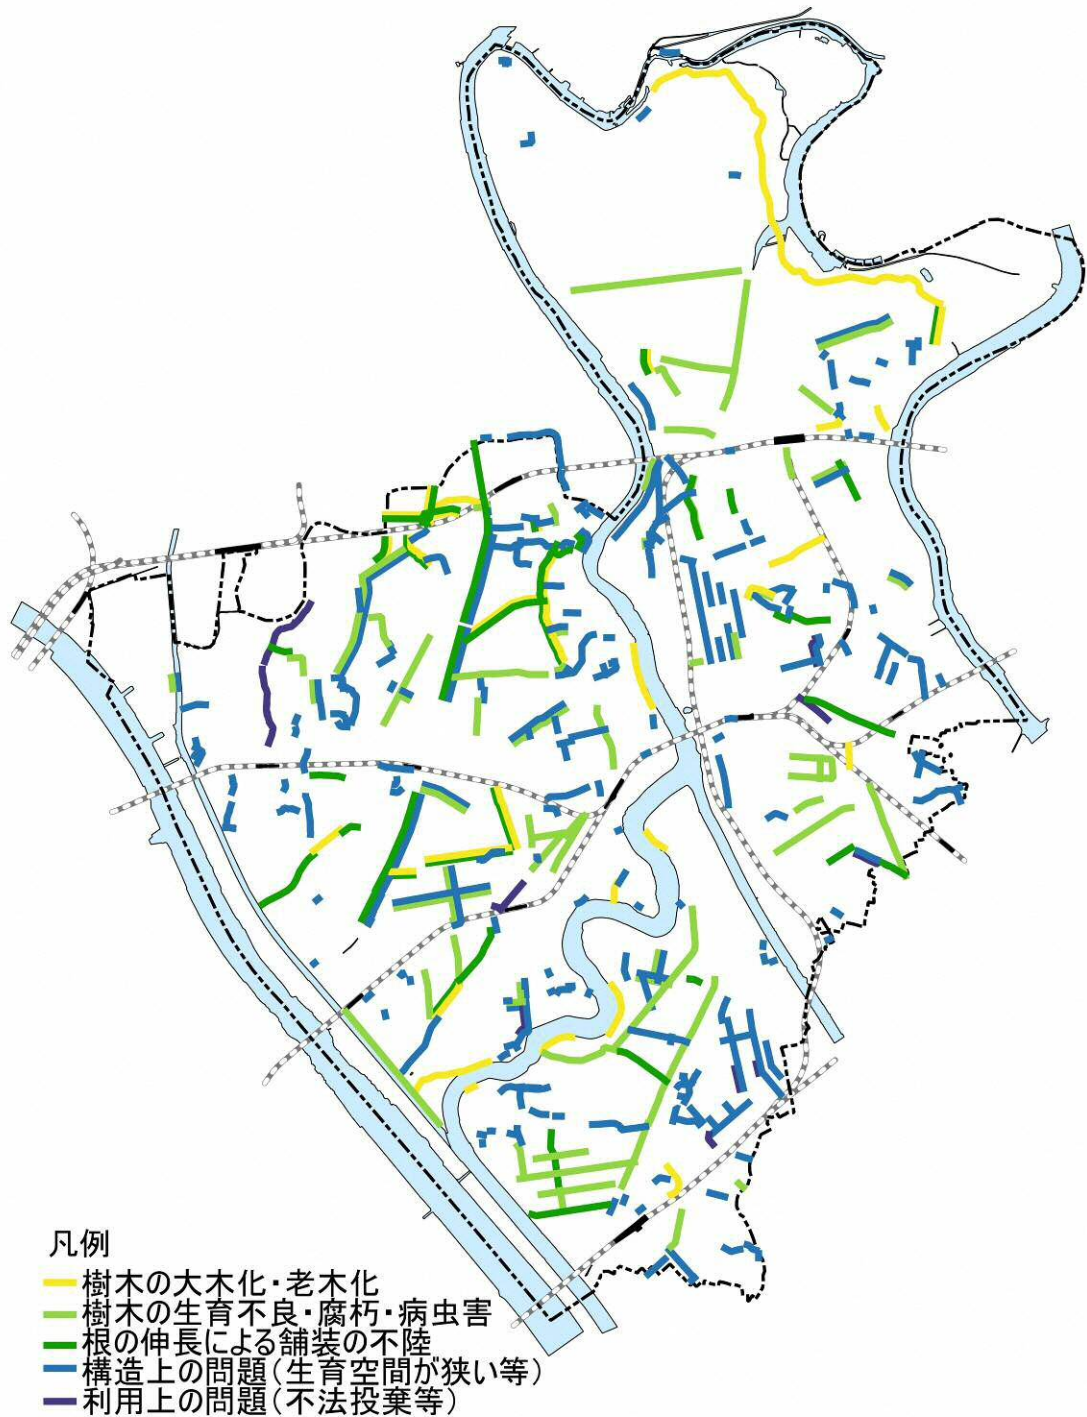 凡例
樹木の大木化・老木化
樹木の生育不良・腐朽・病虫害
根の伸長による舗装の不陸
構造上の問題（生育空間が狭い等）
利用上の問題（不法投棄等）